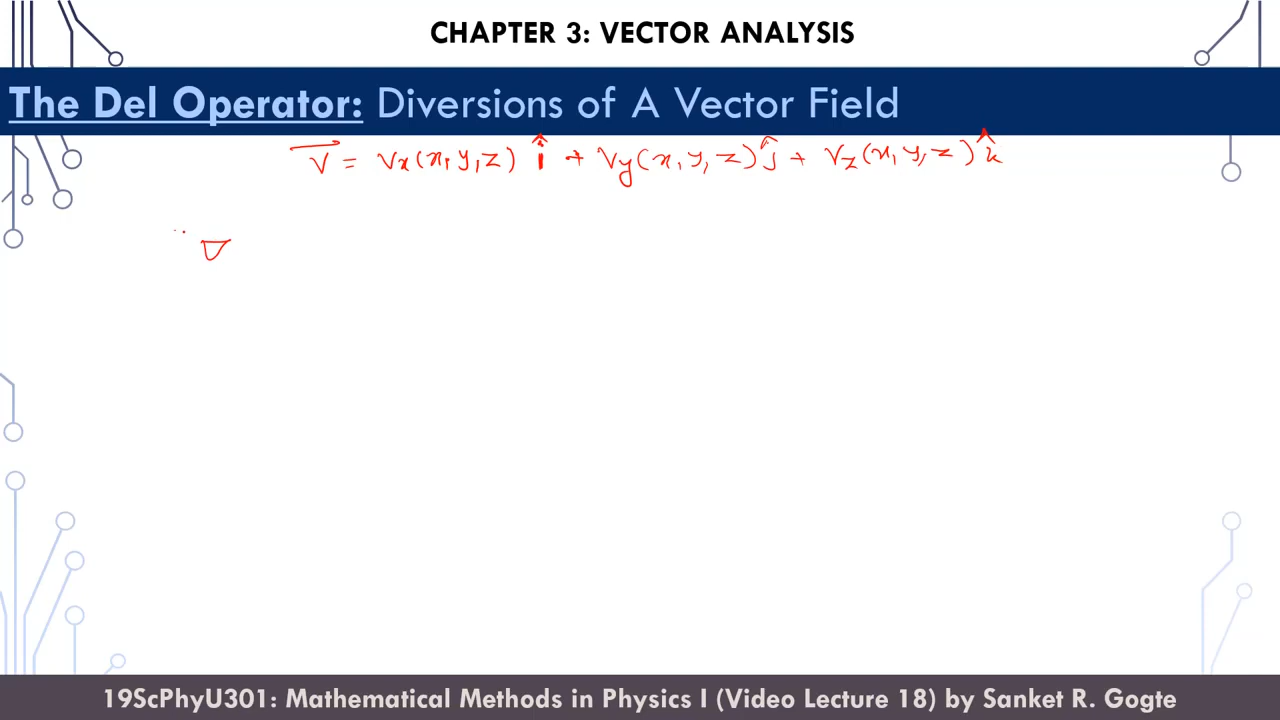 CHAPTER 3: VECTOR ANALYSIS
The Del Operator: Diversions of A Vector Field
V⃗ = Vx(x,y,z) î + Vy(x,y,z) ĵ + Vz(x,y,z) k̂
∇
19ScPhyU301: Mathematical Methods in Physics I (Video Lecture 18) by Sanket R. Gogte